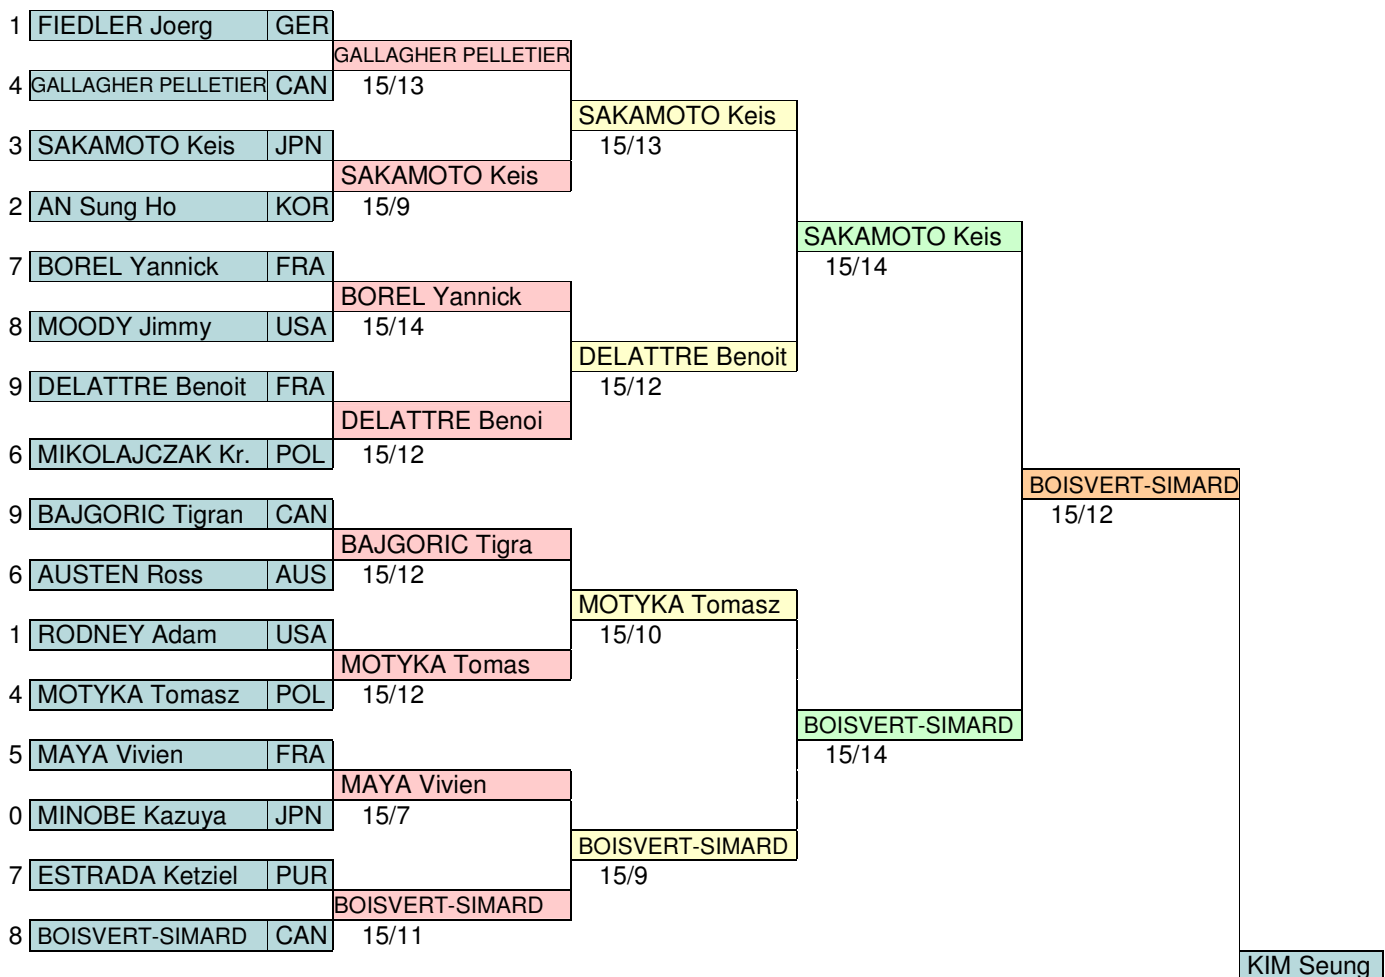 1 FIEDLER Joerg GER
GALLAGHER PELLETIER
4 GALLAGHER PELLETIER CAN 15/13
SAKAMOTO Keis
3 SAKAMOTO Keis JPN 15/13
SAKAMOTO Keis
2 AN Sung Ho KOR 15/9
SAKAMOTO Keis
7 BOREL Yannick FRA 15/14
BOREL Yannick
8 MOODY Jimmy USA 15/14
DELATTRE Benoit
9 DELATTRE Benoit FRA 15/12
DELATTRE Benoi
6 MIKOLAJCZAK Kr. POL 15/12
BOISVERT-SIMARD
9 BAJGORIC Tigran CAN 15/12
BAJGORIC Tigra
6 AUSTEN Ross AUS 15/12
MOTYKA Tomasz
1 RODNEY Adam USA 15/10
MOTYKA Tomas
4 MOTYKA Tomasz POL 15/12
BOISVERT-SIMARD
5 MAYA Vivien FRA 15/14
MAYA Vivien
0 MINOBE Kazuya JPN 15/7
BOISVERT-SIMARD
7 ESTRADA Ketziel PUR 15/9
BOISVERT-SIMARD
8 BOISVERT-SIMARD CAN 15/11
KIM Seung